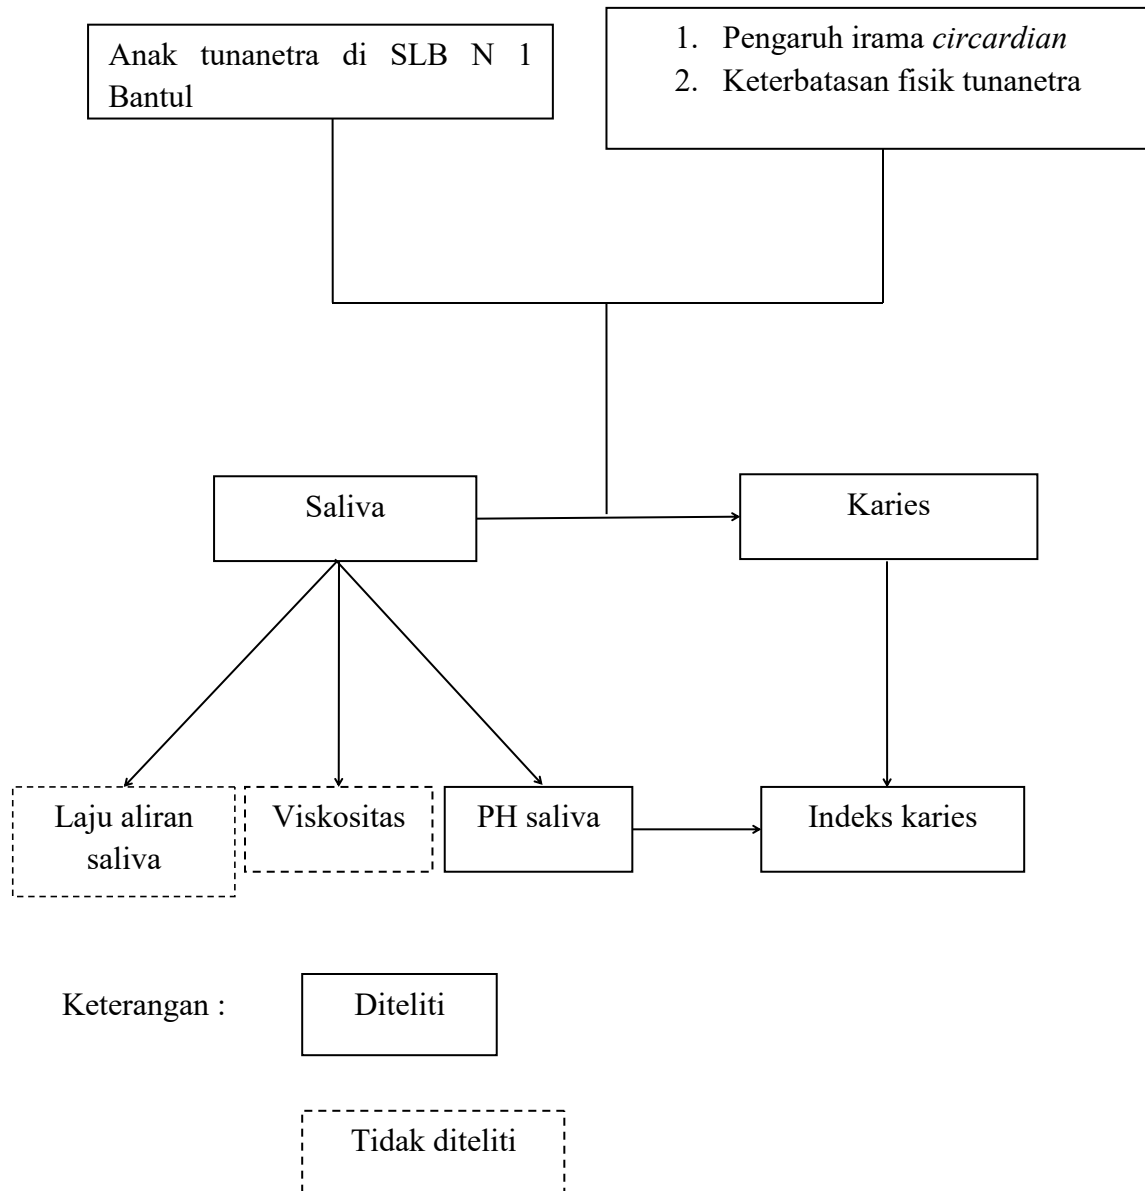 Anak tunanetra di SLB N 1
Bantul
1. Pengaruh irama circardian
2. Keterbatasan fisik tunanetra
Saliva
Karies
Laju aliran
saliva
Viskositas
PH saliva
Indeks karies
Keterangan :
Diteliti
Tidak diteliti